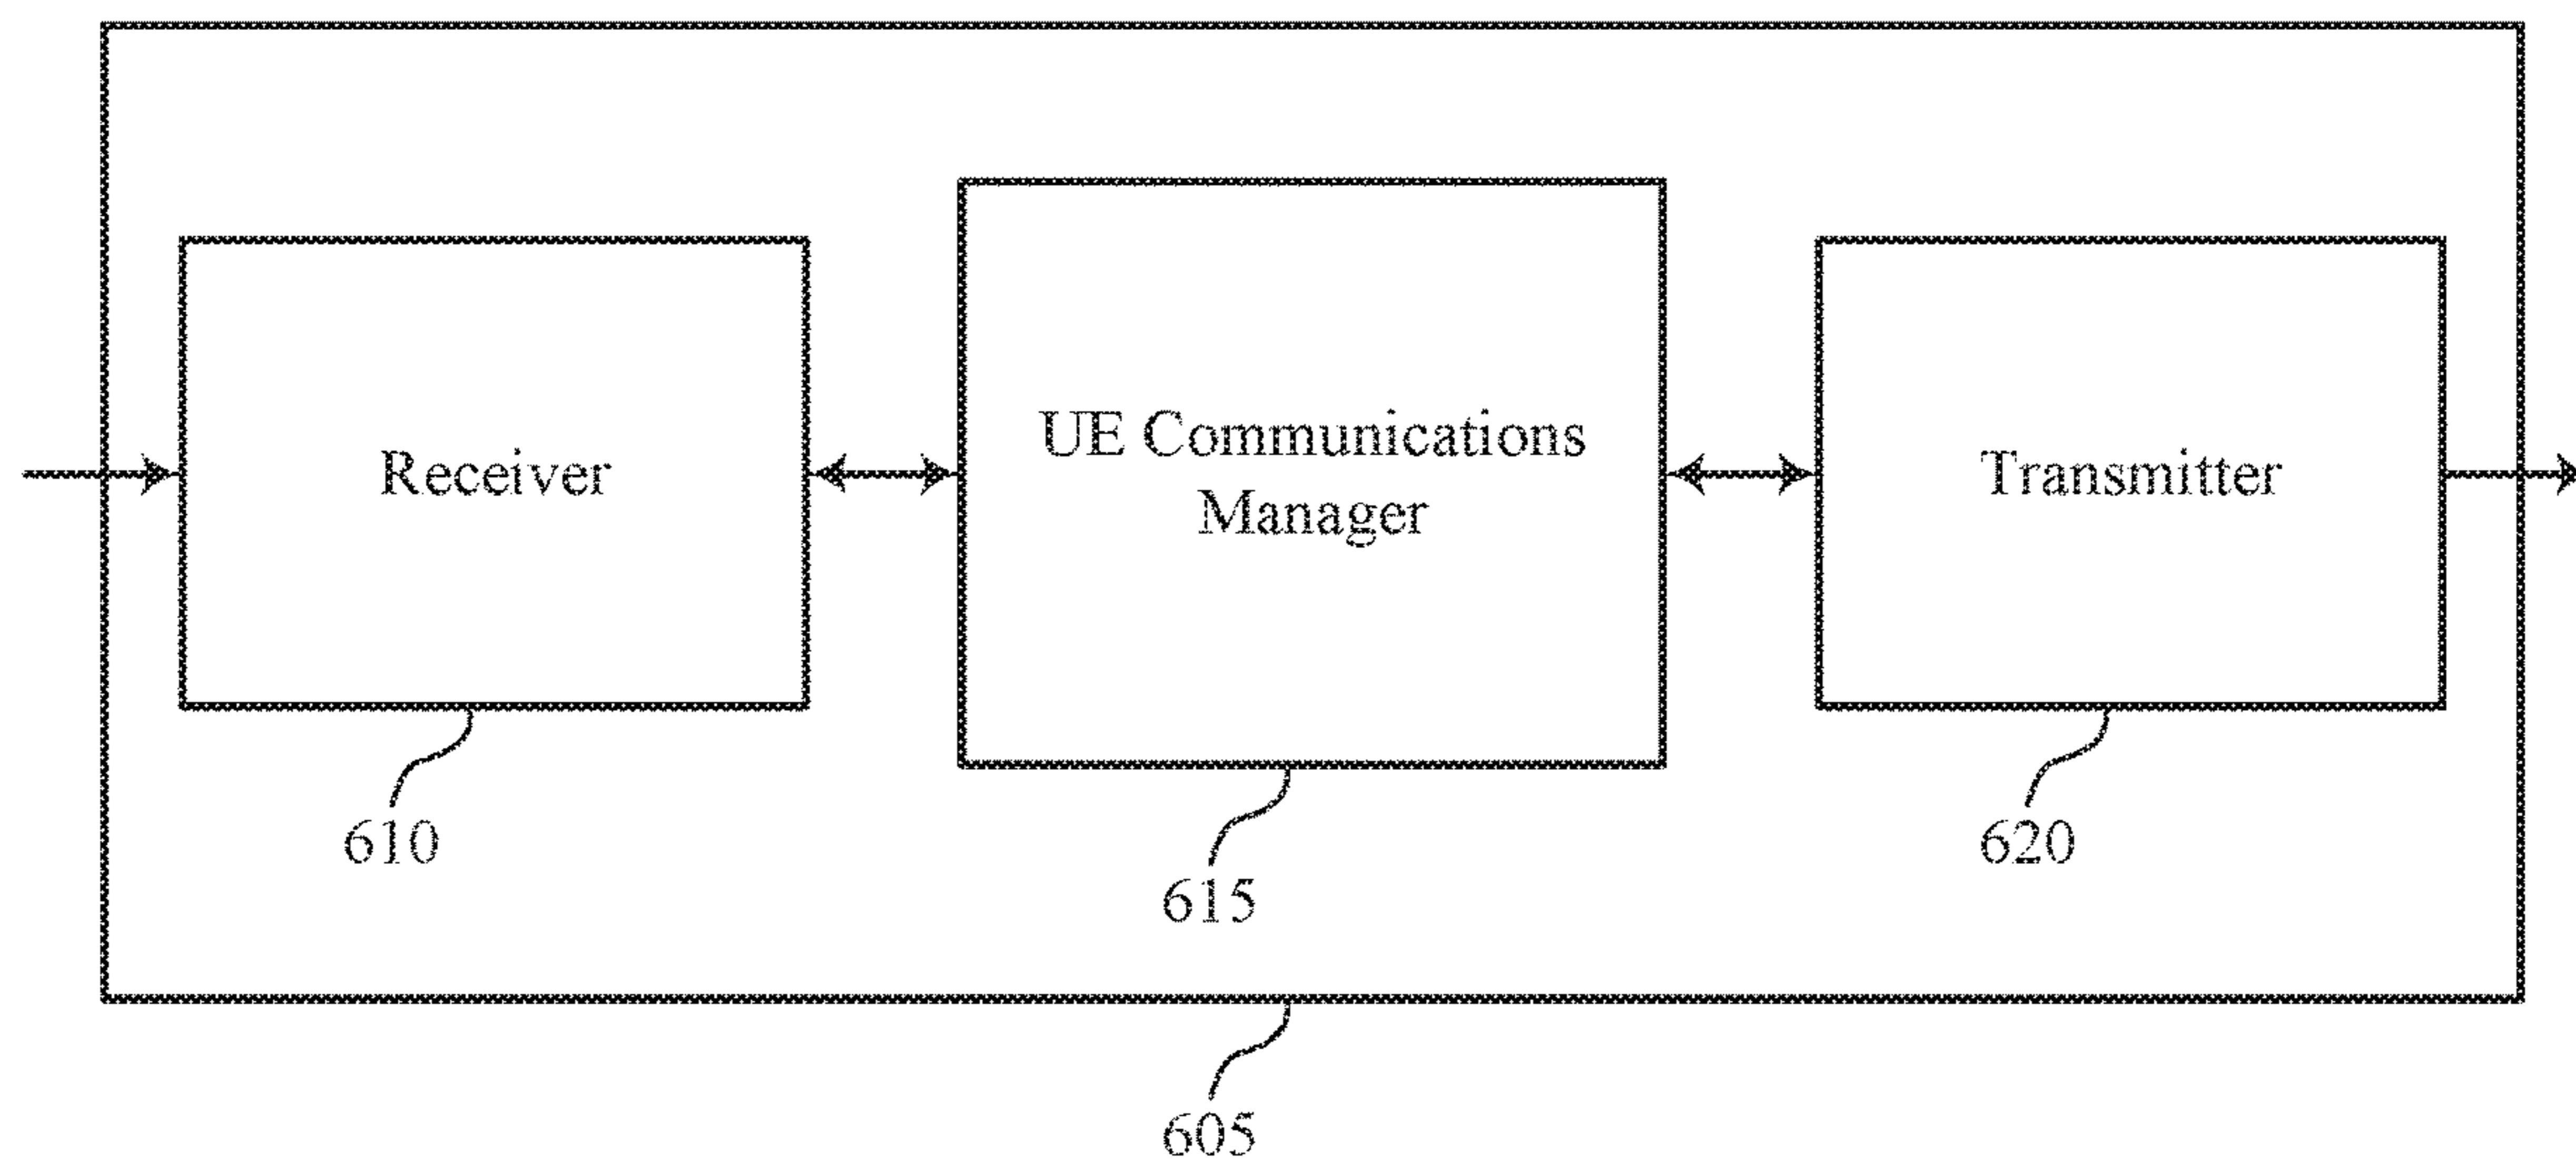 Receiver
UE Communications
Manager
Transmitter
610
615
620
605